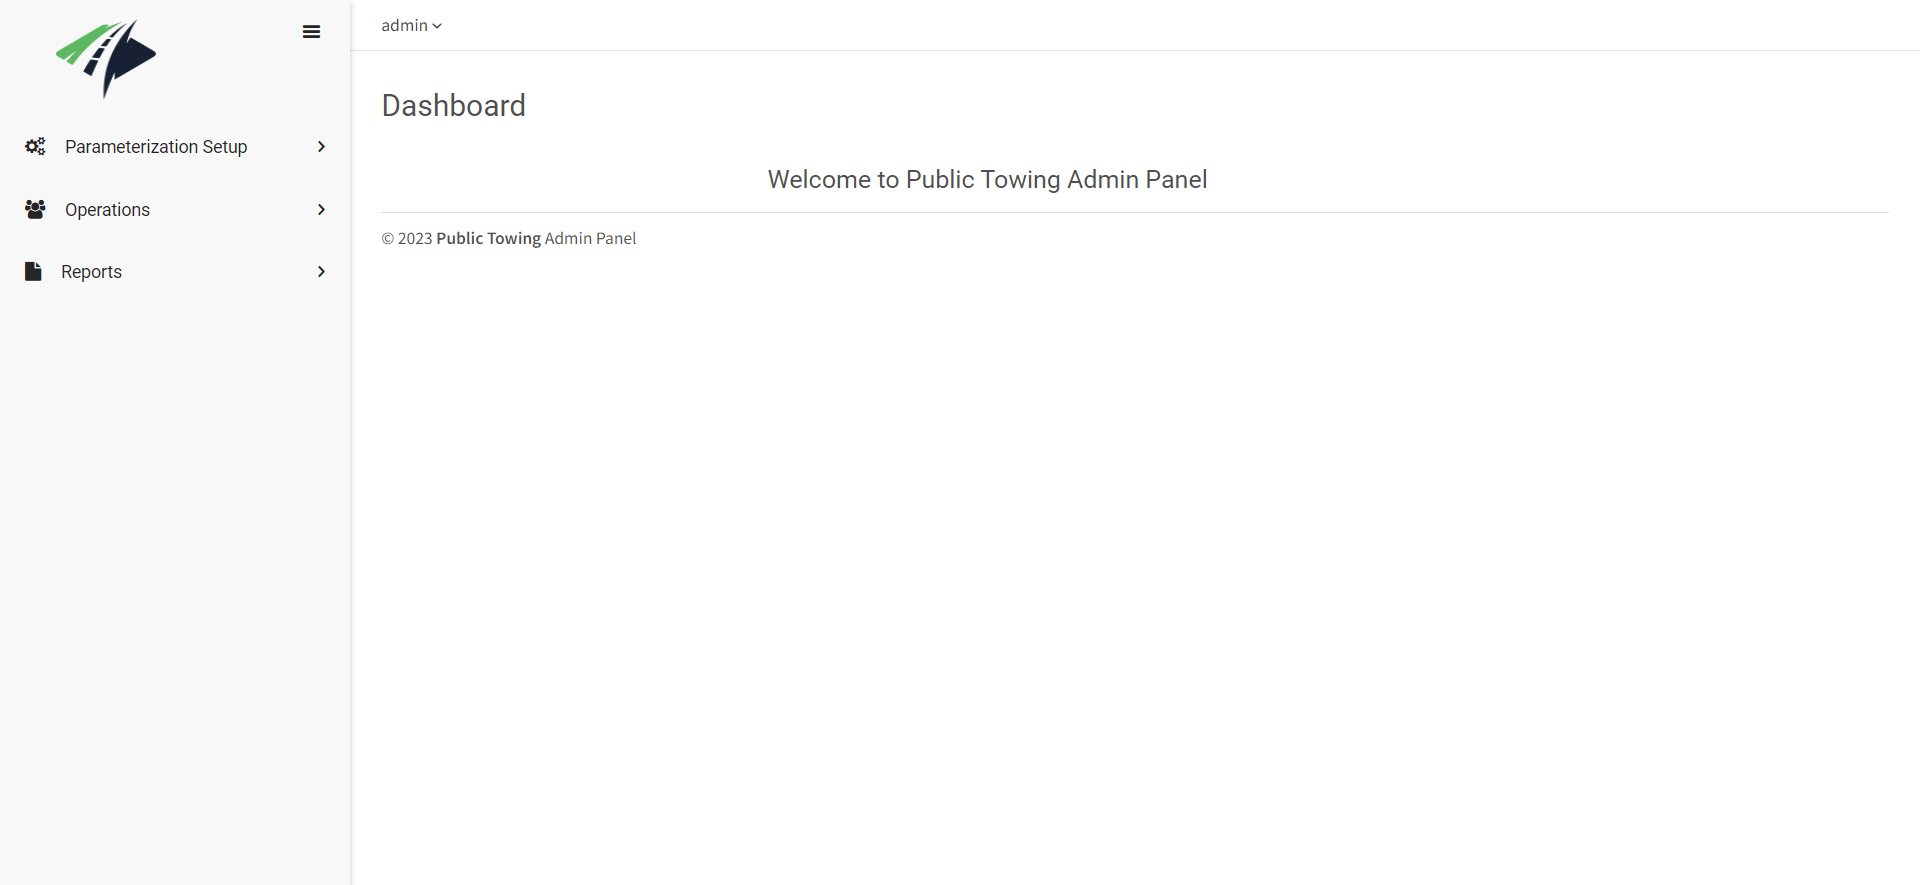 admin
Dashboard
Parameterization Setup
Operations
Reports
Welcome to Public Towing Admin Panel
© 2023 Public Towing Admin Panel